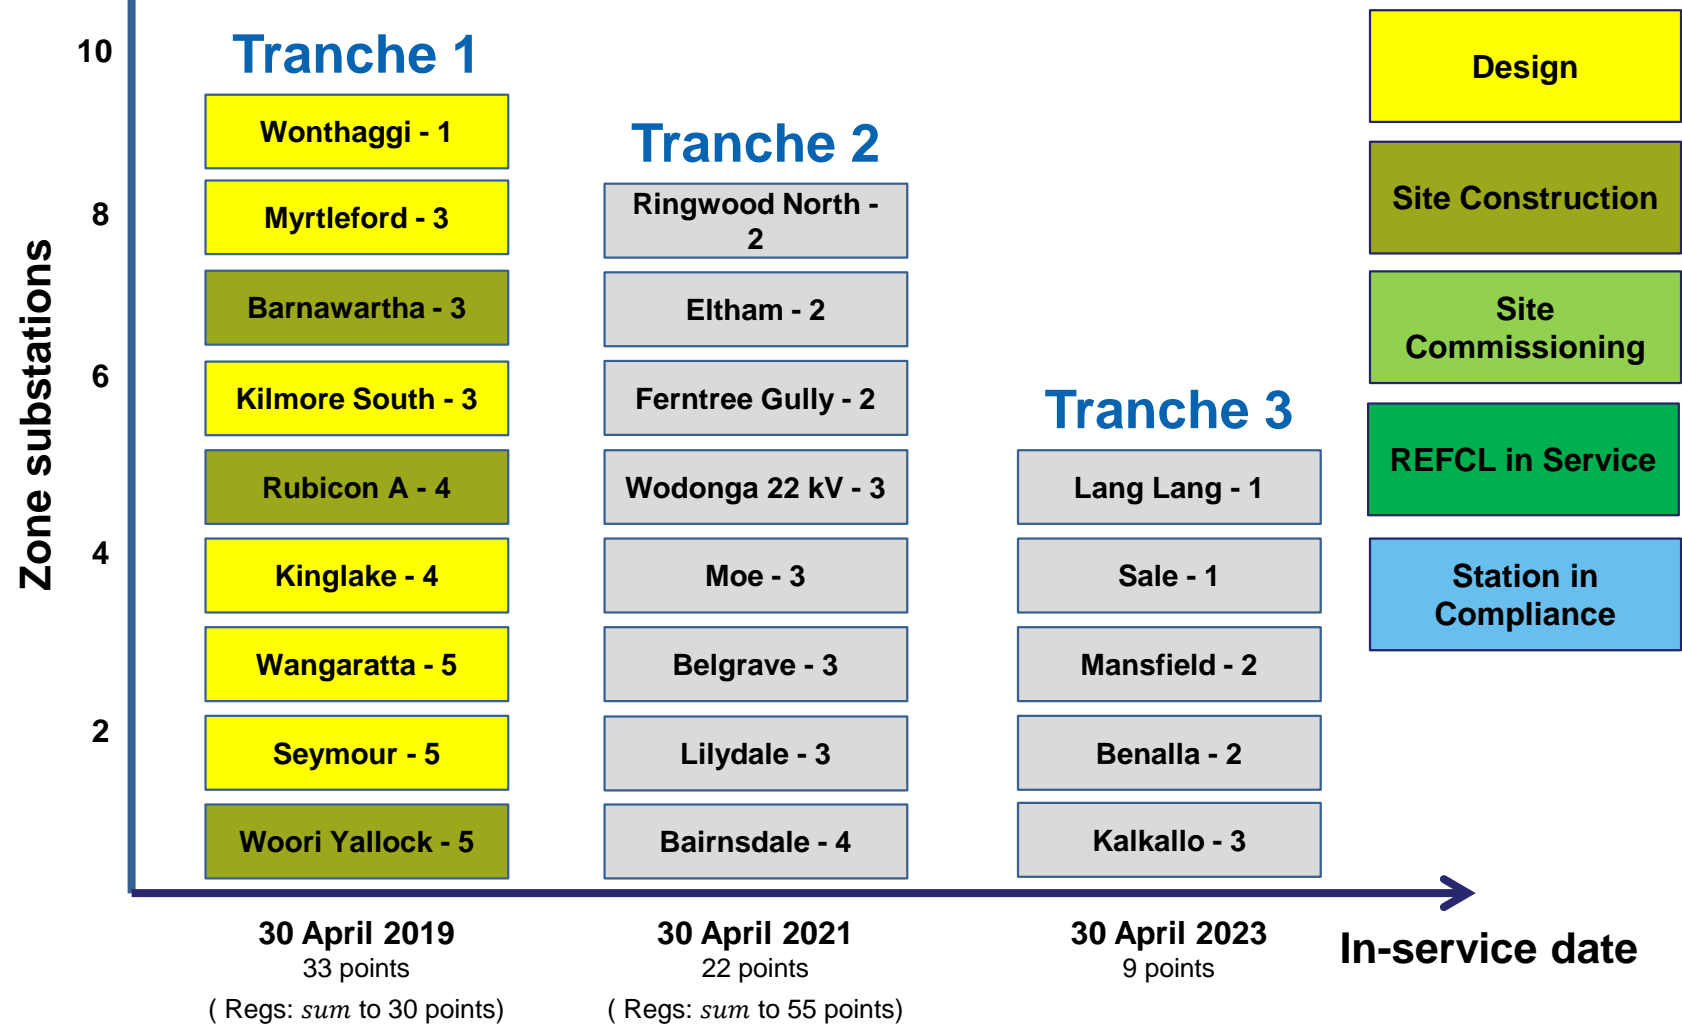 Zone substations
10
8
6
4
2
Tranche 1
Wonthaggi - 1
Myrtleford - 3
Barnawartha - 3
Kilmore South - 3
Rubicon A - 4
Kinglake - 4
Wangaratta - 5
Seymour - 5
Woori Yallock - 5
30 April 2019
33 points
( Regs: sum to 30 points)
Tranche 2
Ringwood North -
2
Eltham - 2
Ferntree Gully - 2
Wodonga 22 kV - 3
Moe - 3
Belgrave - 3
Lilydale - 3
Bairnsdale - 4
30 April 2021
22 points
( Regs: sum to 55 points)
Tranche 3
Lang Lang - 1
Sale - 1
Mansfield - 2
Benalla - 2
Kalkallo - 3
30 April 2023
9 points
In-service date
Design
Site Construction
Site
Commissioning
REFCL in Service
Station in
Compliance